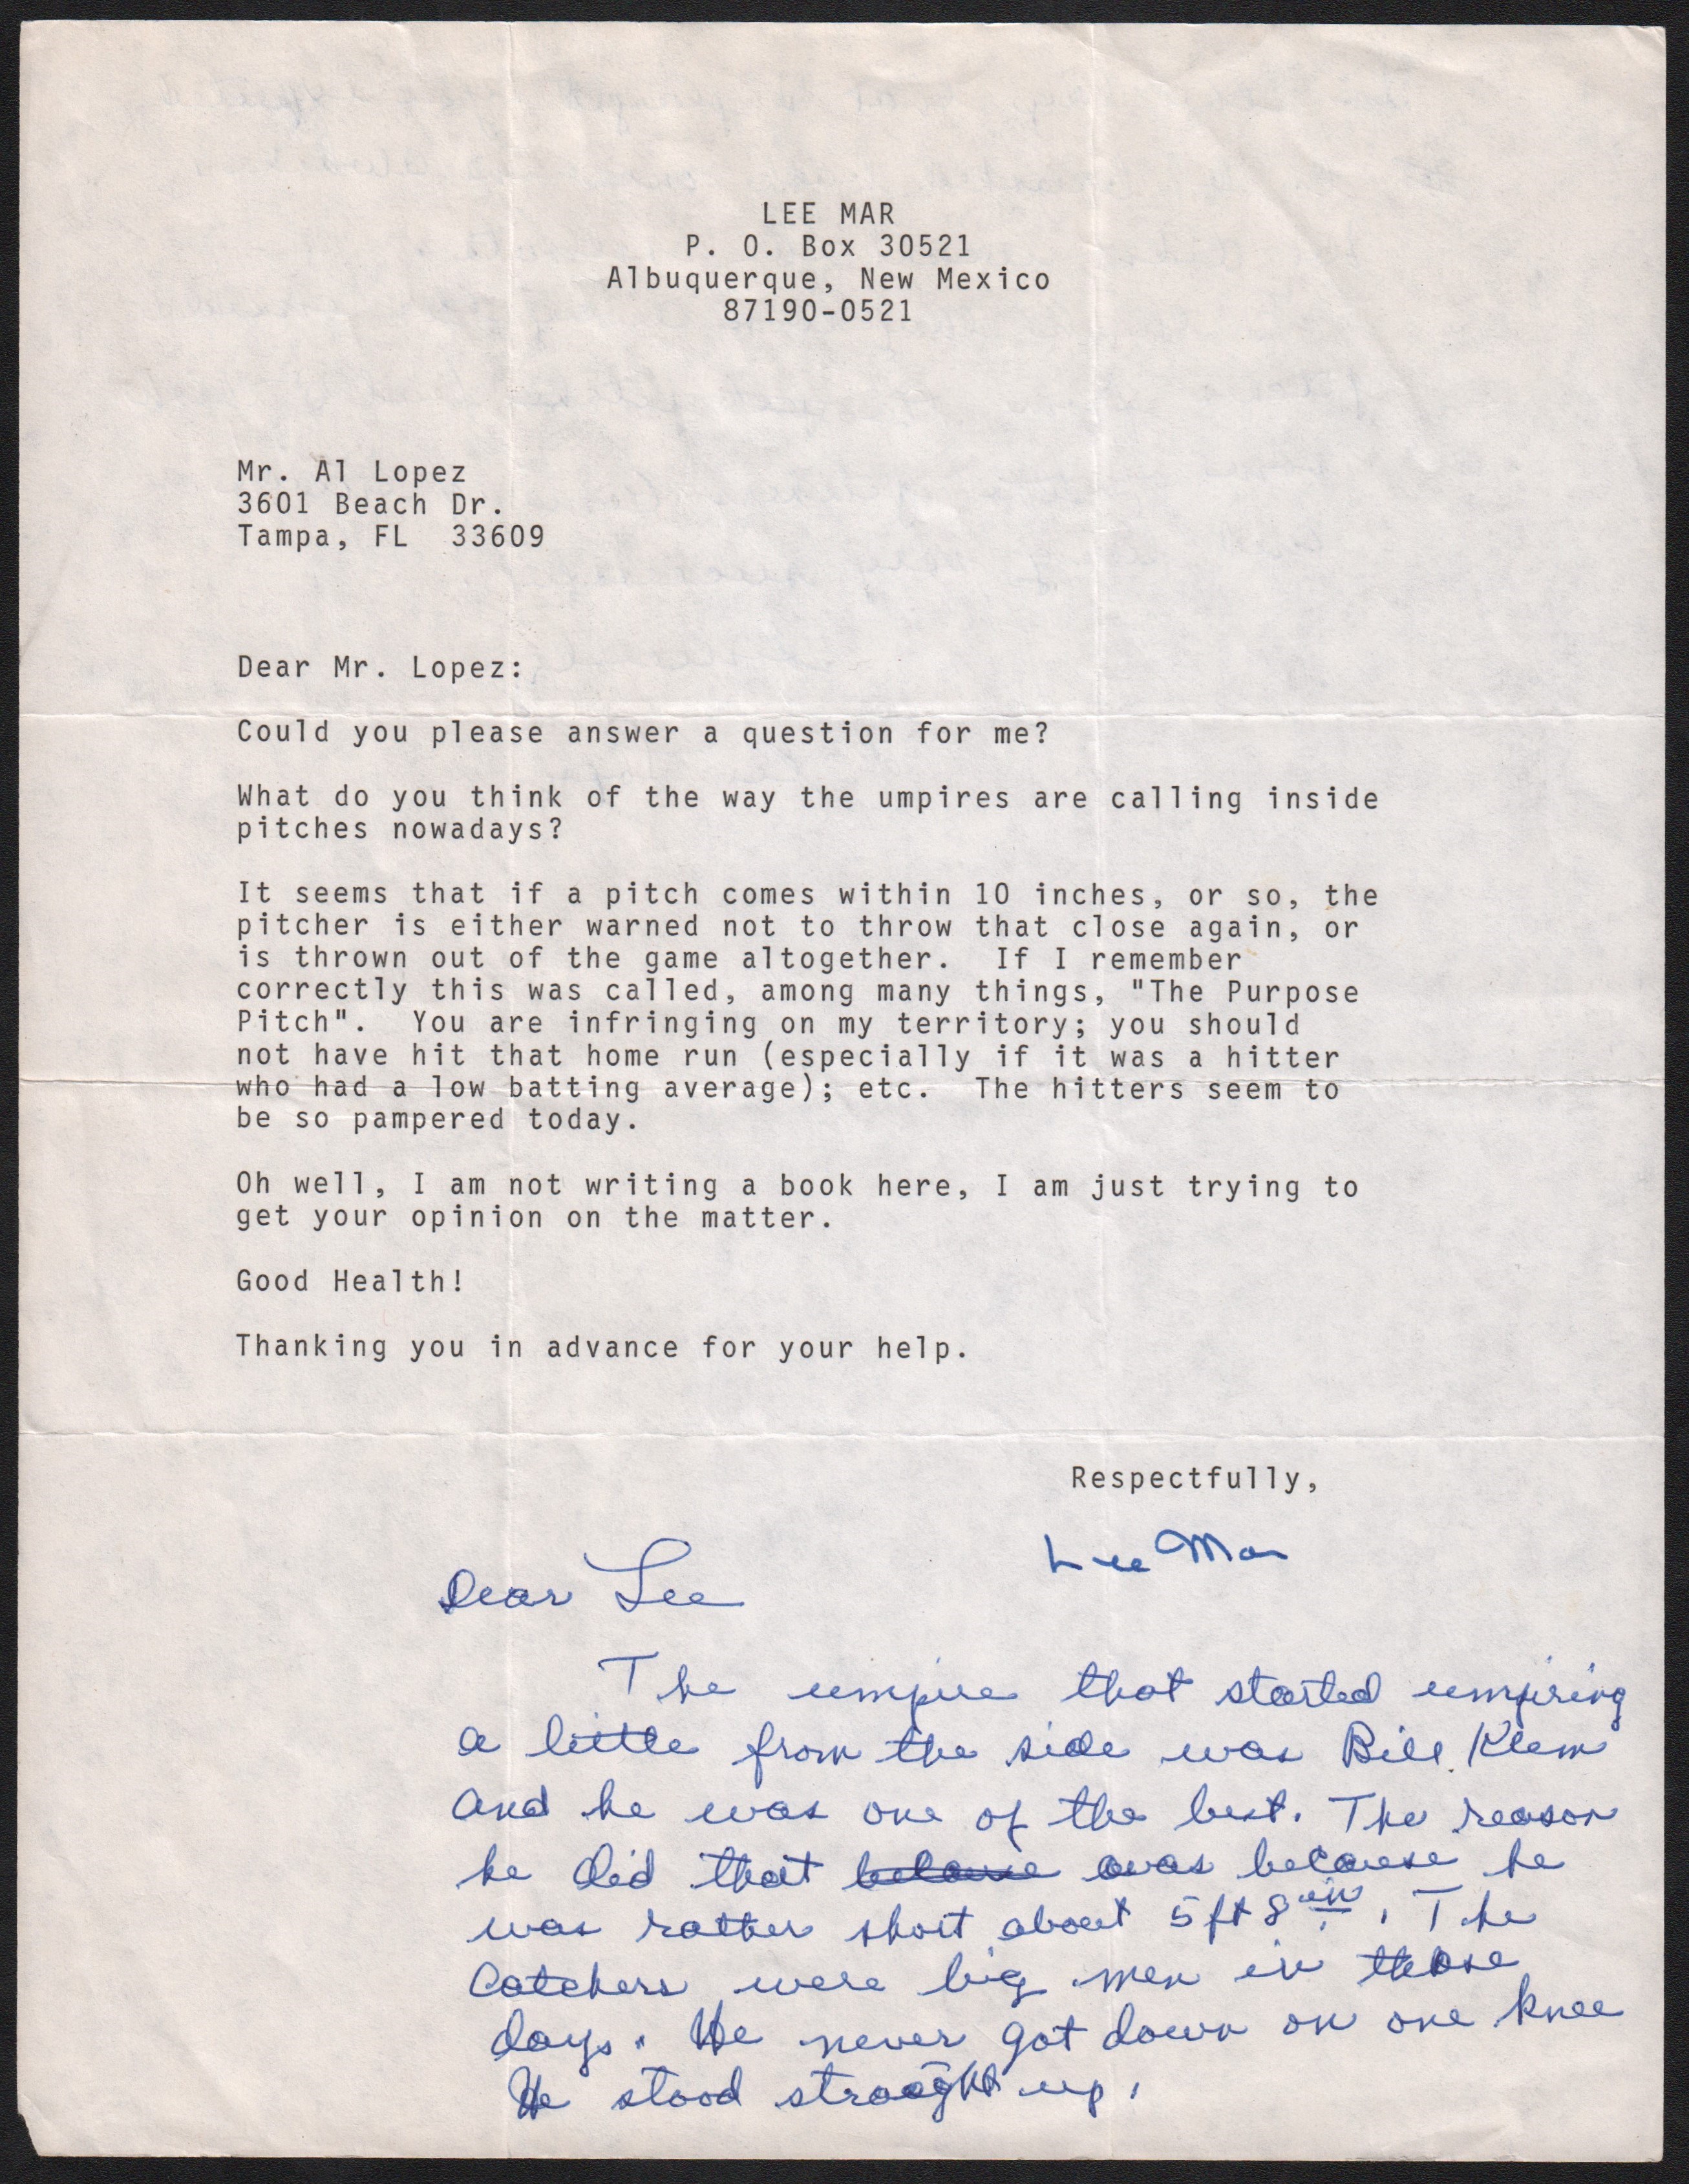 LEE MAR
P. O. Box 30521
Albuquerque, New Mexico
87190-0521
Mr. Al Lopez
3601 Beach Dr.
Tampa, FL  33609
Dear Mr. Lopez:
Could you please answer a question for me?
What do you think of the way the umpires are calling inside
pitches nowadays?
It seems that if a pitch comes within 10 inches, or so, the
pitcher is either warned not to throw that close again, or
is thrown out of the game altogether.  If I remember
correctly this was called, among many things, "The Purpose
Pitch".  You are infringing on my territory; you should
not have hit that home run (especially if it was a hitter
who had a low batting average); etc.  The hitters seem to
be so pampered today.
Oh well, I am not writing a book here, I am just trying to
get your opinion on the matter.
Good Health!
Thanking you in advance for your help.
Respectfully,
Lee Mar
Dear Lee
The umpire that started umpiring
a little from the side was Bill Klem
and he was one of the best. The reason
he did that because was because he
was rather short about 5 ft 8 in. The
Catchers were big men in those
days. He never got down on one knee
He stood straight up.